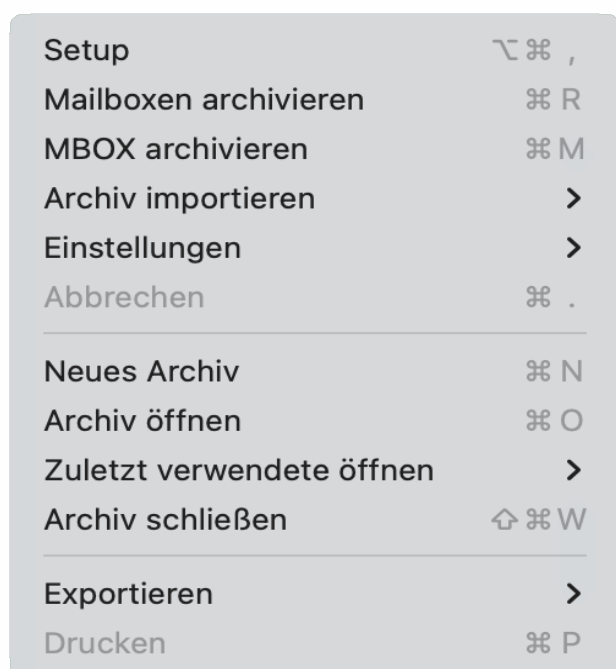 Setup ⌥⌘ ,
Mailboxen archivieren ⌘ R
MBOX archivieren ⌘ M
Archiv importieren >
Einstellungen >
Abbrechen ⌘ .
Neues Archiv ⌘ N
Archiv öffnen ⌘ O
Zuletzt verwendete öffnen >
Archiv schließen ⇧⌘W
Exportieren >
Drucken ⌘ P